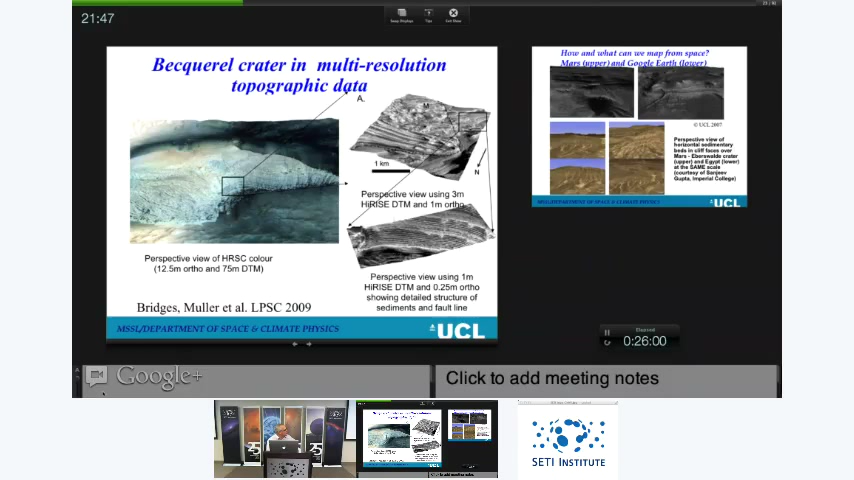 21:47
Swap Displays
Tips
Exit Show
Becquerel crater in multi-resolution
topographic data
A.
M
1 km
N
Perspective view using 3m
HiRISE DTM and 1m ortho
Perspective view of HRSC colour
(12.5m ortho and 75m DTM)
Perspective view using 1m
HiRISE DTM and 0.25m ortho
showing detailed structure of
sediments and fault line
Bridges, Muller et al. LPSC 2009
MSSL/DEPARTMENT OF SPACE & CLIMATE PHYSICS
UCL
How and what can we map from space?
Mars (upper) and Google Earth (lower)
© UCL 2007
Perspective view of
horizontal sedimentary
beds in cliff faces over
Mars - Eberswalde crater
(upper) and Egypt (lower)
at the SAME scale
(courtesy of Sanjeev
Gupta, Imperial College)
MSSL/DEPARTMENT OF SPACE & CLIMATE PHYSICS
UCL
Elapsed
0:26:00
Google+
Click to add meeting notes
SETI INSTITUTE